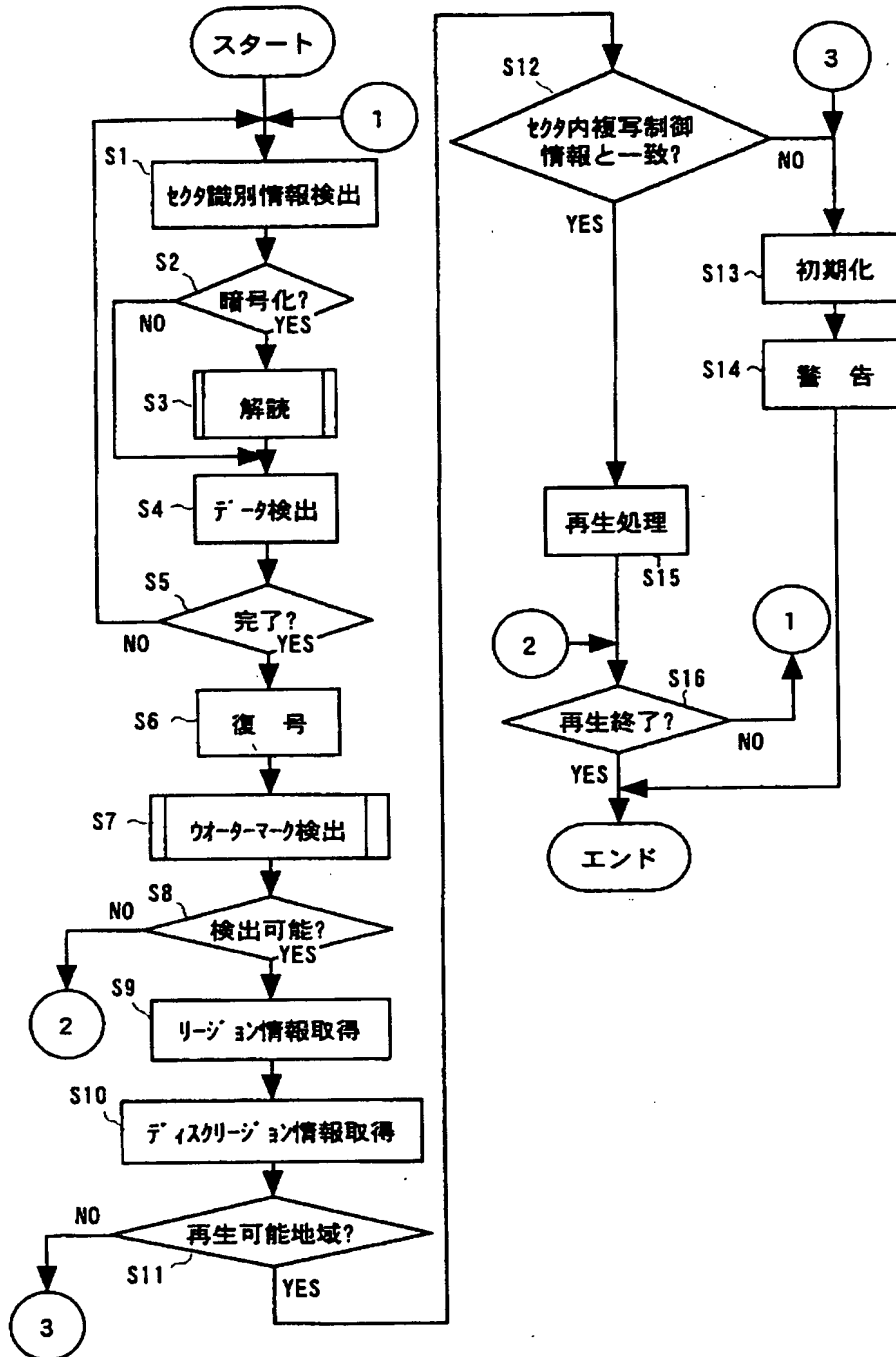 スタート
1
S1
セクタ識別情報検出
S2
暗号化?
NO
YES
S3
解読
S4
データ検出
S5
完了?
NO
YES
S6
復 号
S7
ウオーターマーク検出
S8
NO
検出可能?
YES
2
S9
リージョン情報取得
S10
ディスクリージョン情報取得
NO
再生可能地域?
S11
YES
3
S12
セクタ内複写制御
情報と一致?
3
NO
YES
S13
初期化
S14
警 告
再生処理
S15
2
1
S16
再生終了?
NO
YES
エンド